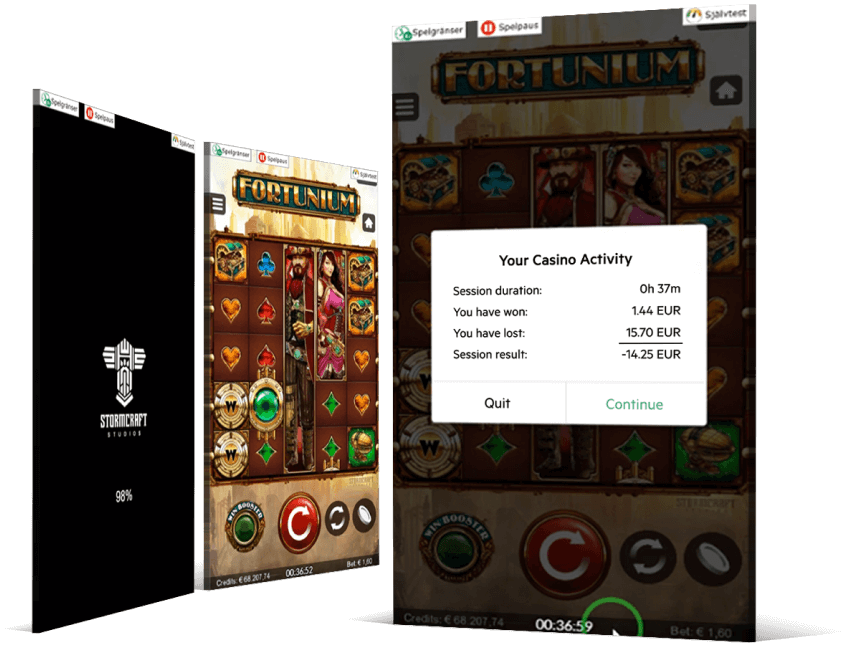 Spelgränser
Spelpaus
Självtest
STORMCRAFT
STUDIOS
98%
Spelgränser
Spelpaus
Självtest
FORTUNIUM
W
W
WIN BOOSTER
Credits: € 68 207,74
00:36:52
Bet: € 1,60
Spelgränser
Spelpaus
Självtest
FORTUNIUM
Your Casino Activity
Session duration: 0h 37m
You have won: 1.44 EUR
You have lost: 15.70 EUR
Session result: -14.25 EUR
Quit
Continue
W
W
STORMCRAFT
WIN BOOSTER
Credits: € 68 207,74
00:36:59
Bet: € 1,60